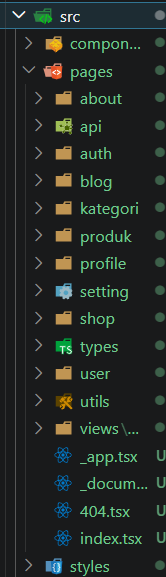 src
compon...
pages
about
api
auth
blog
kategori
produk
profile
setting
shop
types
user
utils
views\...
_app.tsx U
_docum... U
404.tsx U
index.tsx U
styles